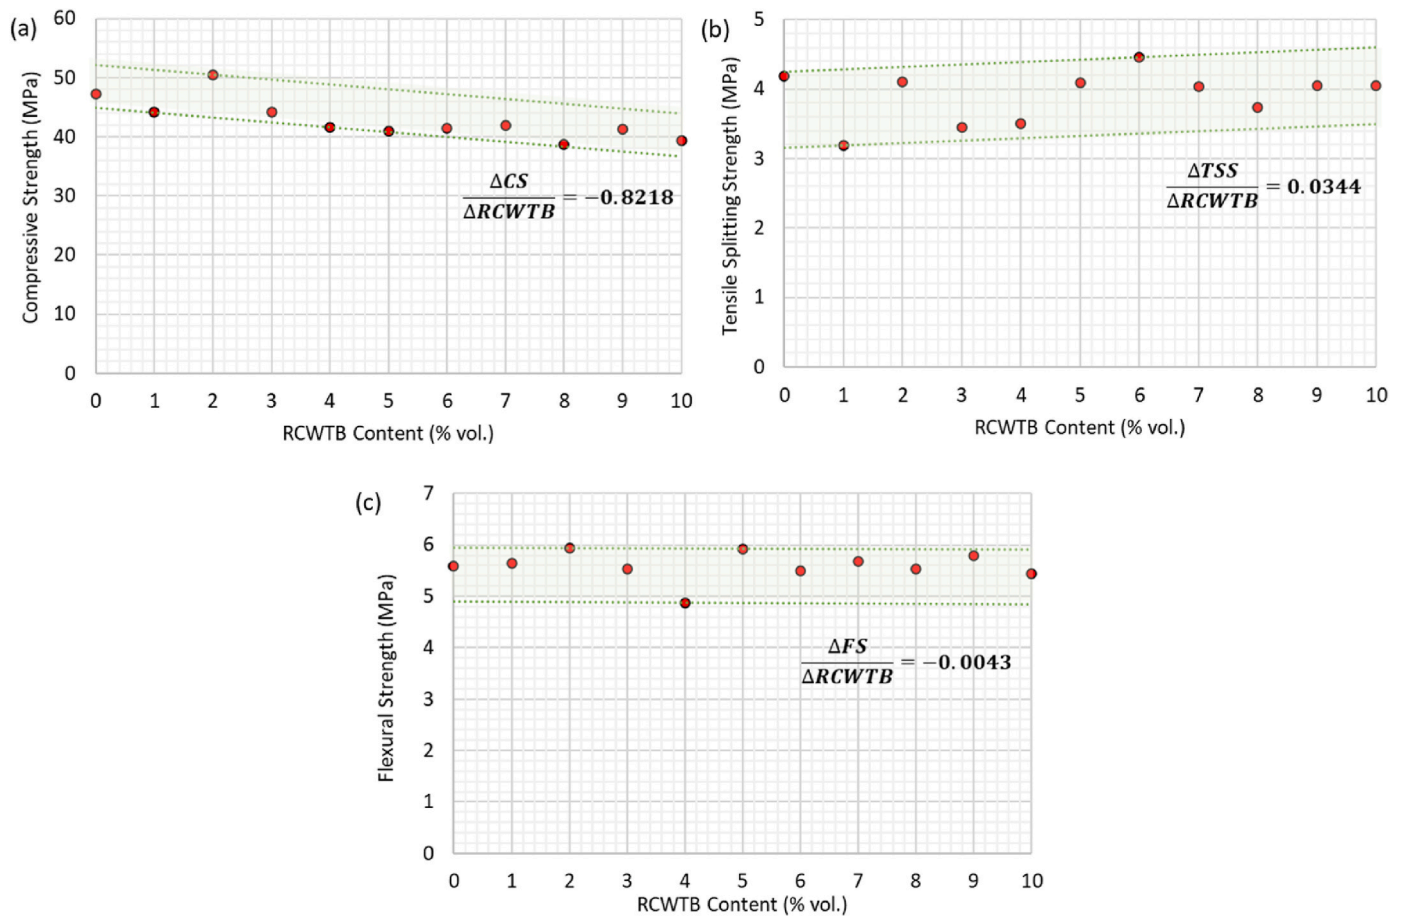 (a)
60
50
40
30
20
10
0
Compressive Strength (MPa)
ΔCS
ΔRCWTB
= −0.8218
0 1 2 3 4 5 6 7 8 9 10
RCWTB Content (% vol.)
(b)
5
4
3
2
1
0
Tensile Splitting Strength (MPa)
ΔTSS
ΔRCWTB
= 0.0344
0 1 2 3 4 5 6 7 8 9 10
RCWTB Content (% vol.)
(c)
7
6
5
4
3
2
1
0
Flexural Strength (MPa)
ΔFS
ΔRCWTB
= −0.0043
0 1 2 3 4 5 6 7 8 9 10
RCWTB Content (% vol.)